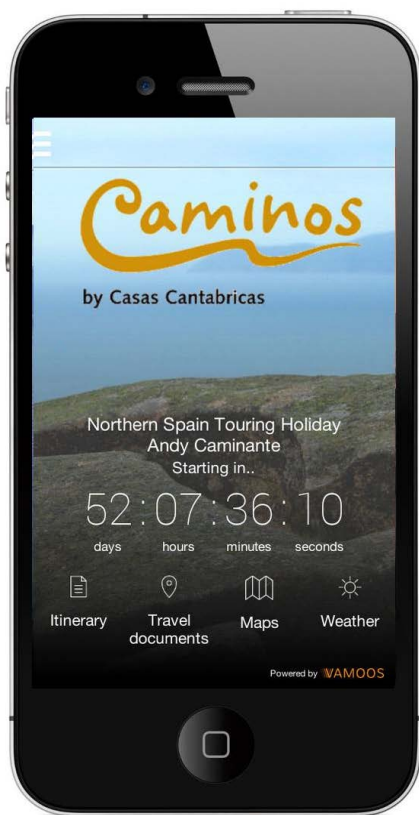 Caminos
by Casas Cantabricas
Northern Spain Touring Holiday
Andy Caminante
Starting in..
52:07:36:10
days hours minutes seconds
Itinerary Travel documents Maps Weather
Powered by VAMOOS